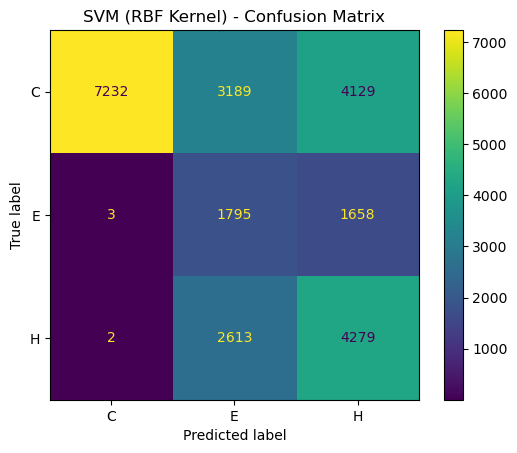 SVM (RBF Kernel) - Confusion Matrix
C
7232
3189
4129
E
3
1795
1658
H
2
2613
4279
C
E
H
True label
Predicted label
7000
6000
5000
4000
3000
2000
1000